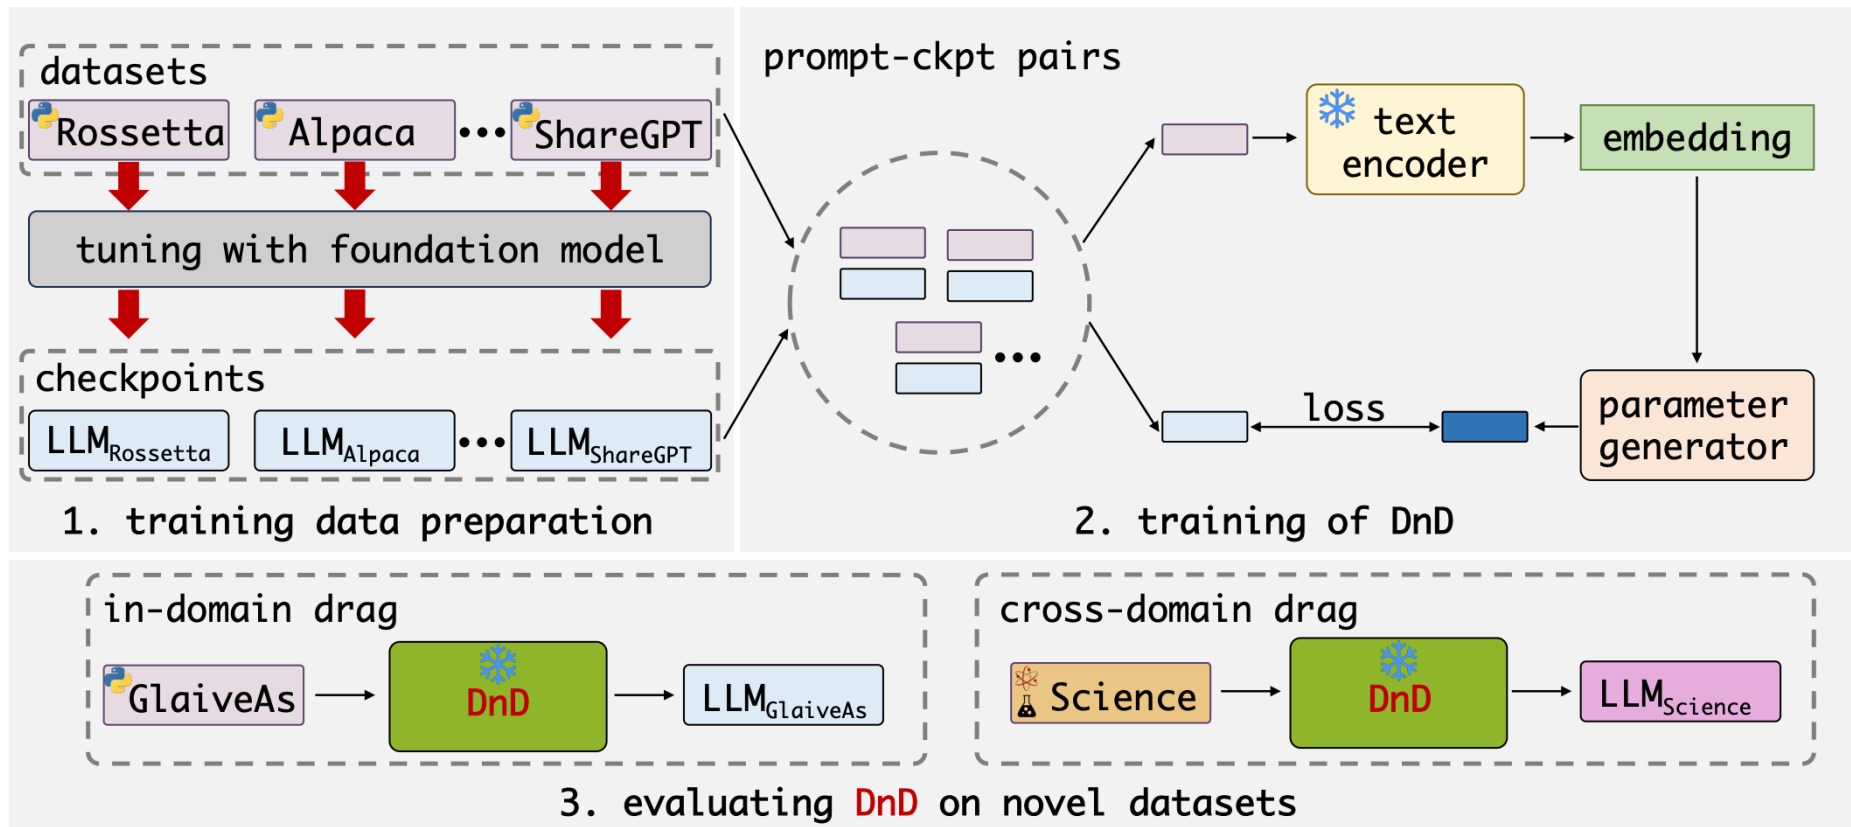 datasets
Rossetta
Alpaca
•••
ShareGPT
tuning with foundation model
checkpoints
LLMRossetta
LLMAlpaca
•••
LLMShareGPT
1. training data preparation
prompt-ckpt pairs
•••
text
encoder
embedding
parameter
generator
loss
2. training of DnD
in-domain drag
GlaiveAs
DnD
LLMGlaiveAs
cross-domain drag
Science
DnD
LLMScience
3. evaluating DnD on novel datasets